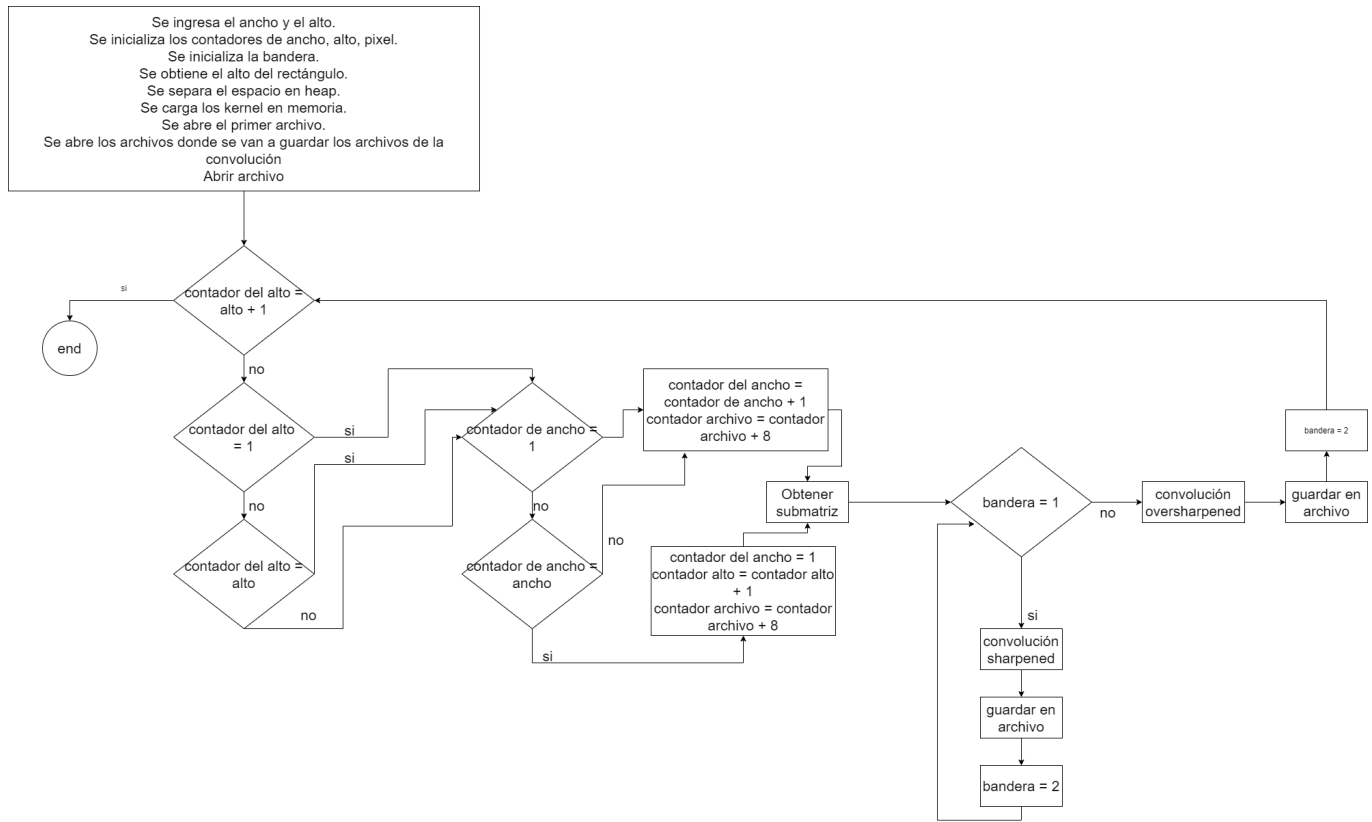 Se ingresa el ancho y el alto.
Se inicializa los contadores de ancho, alto, pixel.
Se inicializa la bandera.
Se obtiene el alto del rectángulo.
Se separa el espacio en heap.
Se carga los kernel en memoria.
Se abre el primer archivo.
Se abre los archivos donde se van a guardar los archivos de la
convolución
Abrir archivo
contador del alto =
alto + 1
si
end
no
contador del alto
= 1
si
no
contador del alto =
alto
si
no
contador de ancho =
1
no
contador de ancho =
ancho
no
si
contador del ancho =
contador de ancho + 1
contador archivo = contador
archivo + 8
Obtener
submatriz
contador del ancho = 1
contador alto = contador alto
+ 1
contador archivo = contador
archivo + 8
bandera = 1
no
convolución
oversharpened
guardar en
archivo
bandera = 2
si
convolución
sharpened
guardar en
archivo
bandera = 2